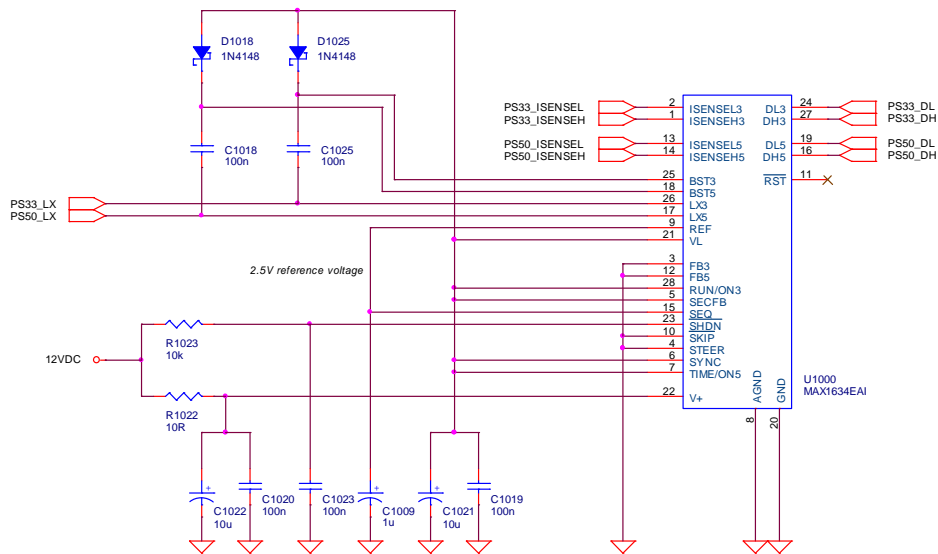 D1018
1N4148
D1025
1N4148
C1018
100n
C1025
100n
PS33_LX
PS50_LX
2.5V reference voltage
12VDC
R1023
10k
R1022
10R
C1022
10u
C1020
100n
C1023
100n
C1009
1u
C1021
10u
C1019
100n
PS33_ISENSEL
PS33_ISENSEH
PS50_ISENSEL
PS50_ISENSEH
2 ISENSEL3
1 ISENSEH3
13 ISENSEL5
14 ISENSEH5
25 BST3
18 BST5
26 LX3
17 LX5
9 REF
21 VL
3 FB3
12 FB5
28 RUN/ON3
5 SECFB
15 SEQ
23 SHDN
10 SKIP
4 STEER
6 SYNC
7 TIME/ON5
22 V+
DL3 24
DH3 27
DL5 19
DH5 16
RST 11
PS33_DL
PS33_DH
PS50_DL
PS50_DH
AGND
GND
8
20
U1000
MAX1634EAI